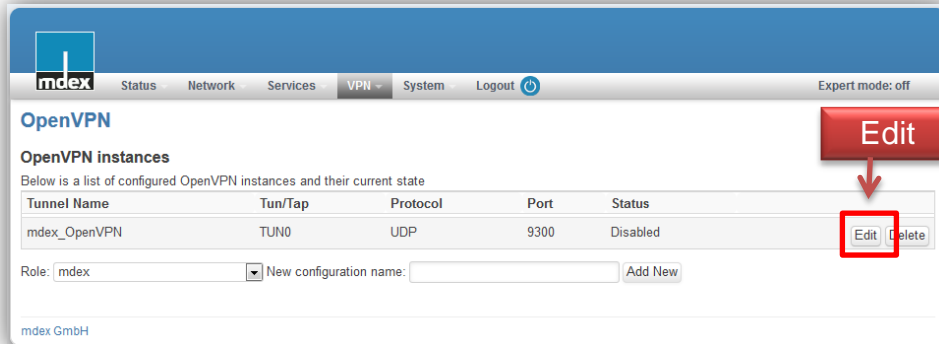 mdex
Status Network Services VPN System Logout Expert mode: off
OpenVPN
Edit
OpenVPN instances
Below is a list of configured OpenVPN instances and their current state
Tunnel Name Tun/Tap Protocol Port Status
mdex_OpenVPN TUN0 UDP 9300 Disabled Edit Delete
Role: mdex New configuration name: Add New
mdex GmbH